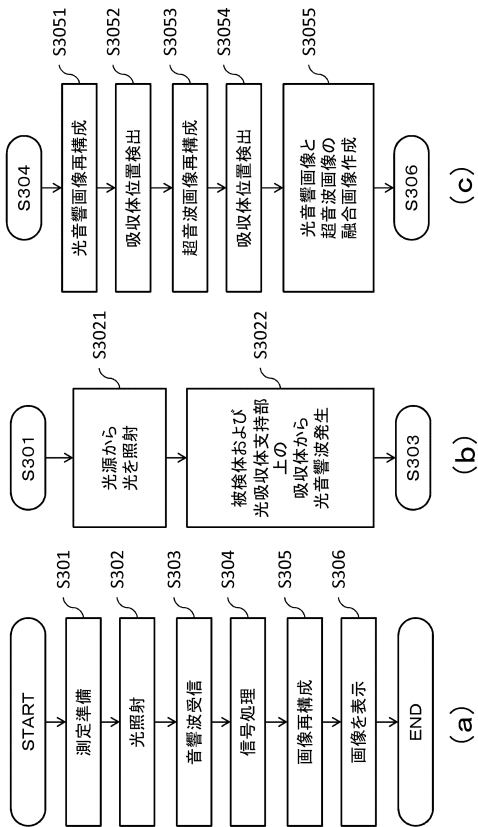 START
測定準備
S301
光照射
S302
音響波受信
S303
信号処理
S304
画像再構成
S305
画像を表示
S306
END
(a)
S301
光源から
光を照射
S3021
被検体および
光吸収体支持部
上の
吸収体から
光音響波発生
S3022
S303
(b)
S304
光音響画像再構成
S3051
吸収体位置検出
S3052
超音波画像再構成
S3053
吸収体位置検出
S3054
光音響画像と
超音波画像の
融合画像作成
S3055
S306
(c)